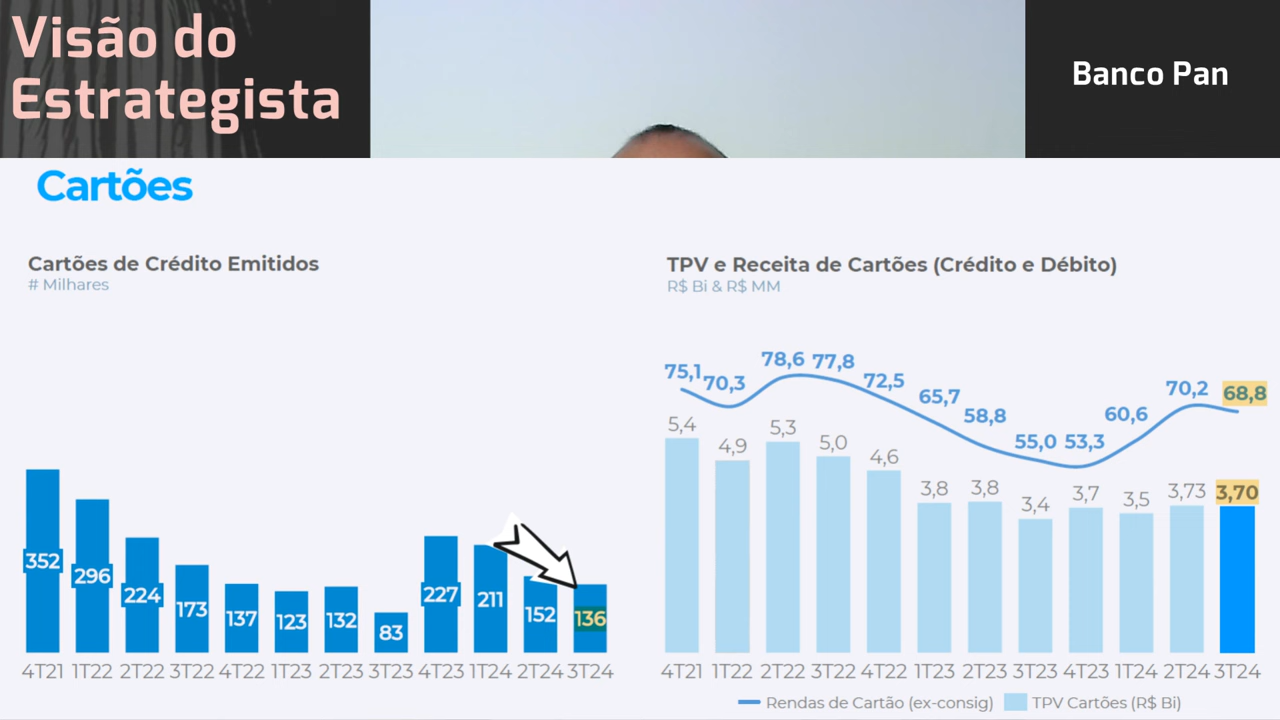 Visão do
Estrategista
Banco Pan
Cartões
Cartões de Crédito Emitidos
# Milhares
352
296
224
173
137
123
132
83
227
211
152
136
4T21 1T22 2T22 3T22 4T22 1T23 2T23 3T23 4T23 1T24 2T24 3T24
TPV e Receita de Cartões (Crédito e Débito)
R$ Bi & R$ MM
75,1 70,3 78,6 77,8 72,5 65,7 58,8 55,0 53,3 60,6 70,2 68,8
5,4 4,9 5,3 5,0 4,6 3,8 3,8 3,4 3,7 3,5 3,73 3,70
4T21 1T22 2T22 3T22 4T22 1T23 2T23 3T23 4T23 1T24 2T24 3T24
Rendas de Cartão (ex-consig) TPV Cartões (R$ Bi)